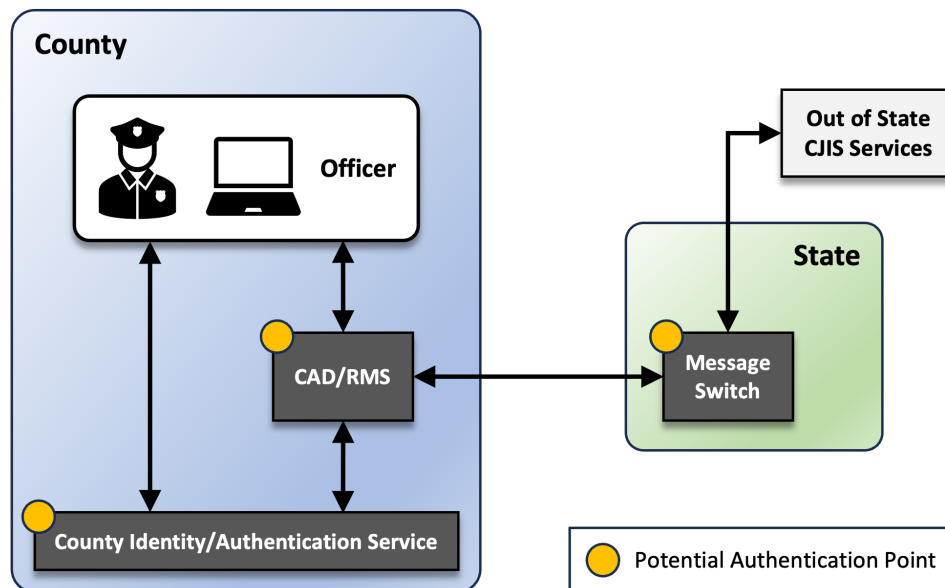 County
Officer
Out of State
CJIS Services
State
CAD/RMS
Message
Switch
County Identity/Authentication Service
Potential Authentication Point